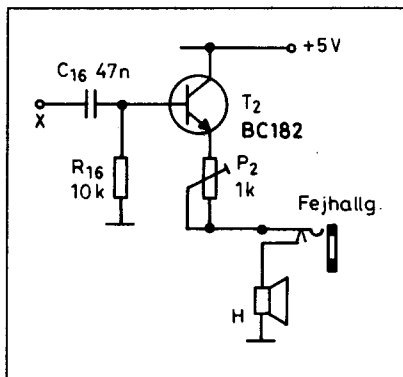 +5V
C16 47n
X
T2
BC182
R16
10k
P2
1k
Fejhallg.
H